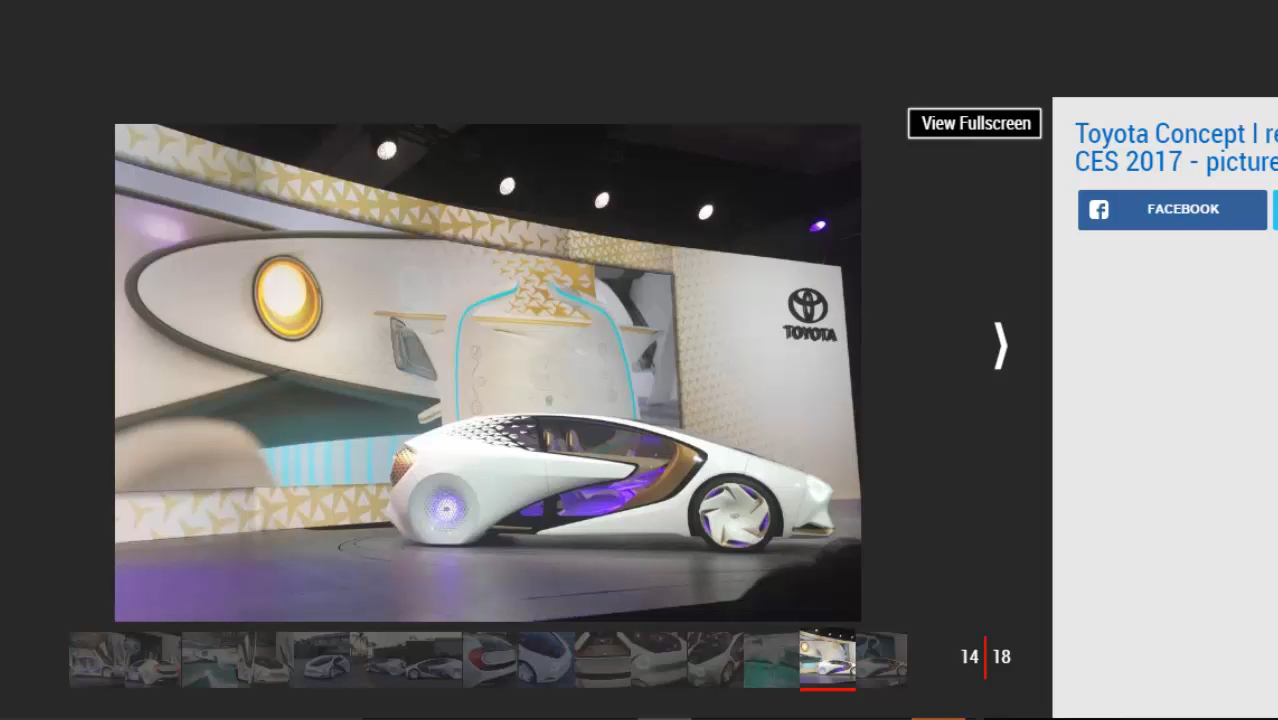 View Fullscreen
Toyota Concept I re
CES 2017 - picture
FACEBOOK
TOYOTA
14 18